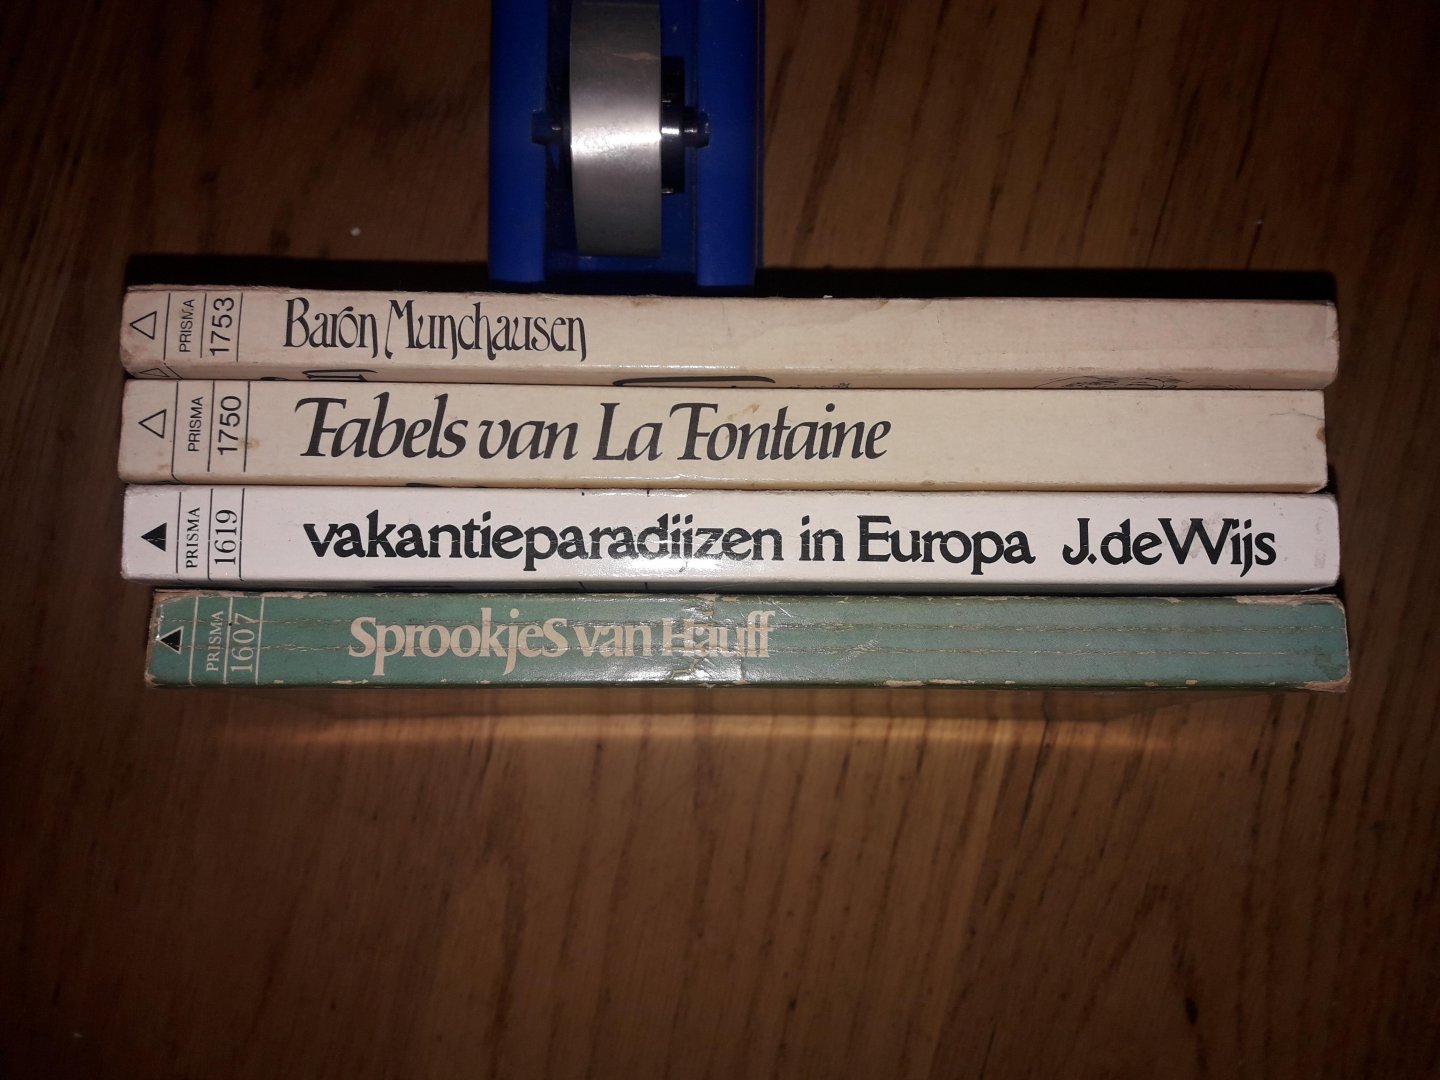 PRISMA 1753 Baron Munchausen
PRISMA 1750 Fabels van La Fontaine
PRISMA 1619 vakantieparadijzen in Europa J. de Wijs
PRISMA 1607 Sprookjes van Hauff